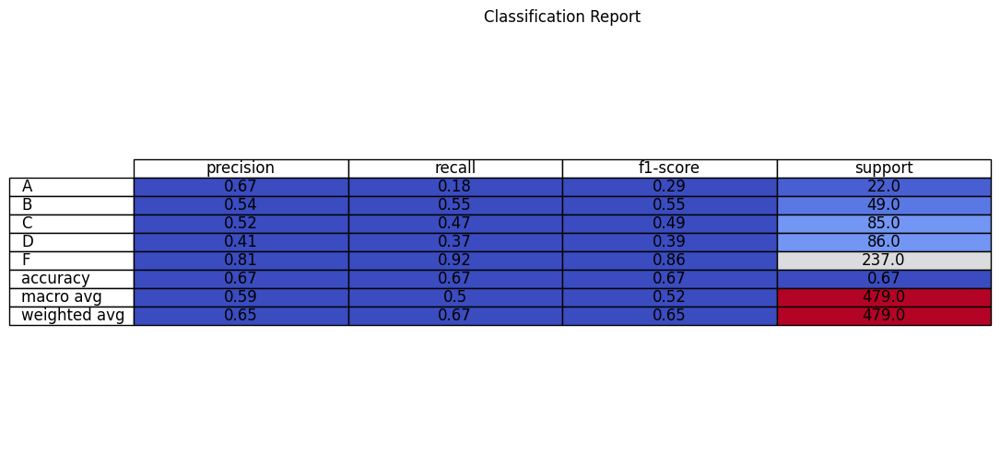 Classification Report
precision recall f1-score support
A 0.67 0.18 0.29 22.0
B 0.54 0.55 0.55 49.0
C 0.52 0.47 0.49 85.0
D 0.41 0.37 0.39 86.0
F 0.81 0.92 0.86 237.0
accuracy 0.67 0.67 0.67 0.67
macro avg 0.59 0.5 0.52 479.0
weighted avg 0.65 0.67 0.65 479.0